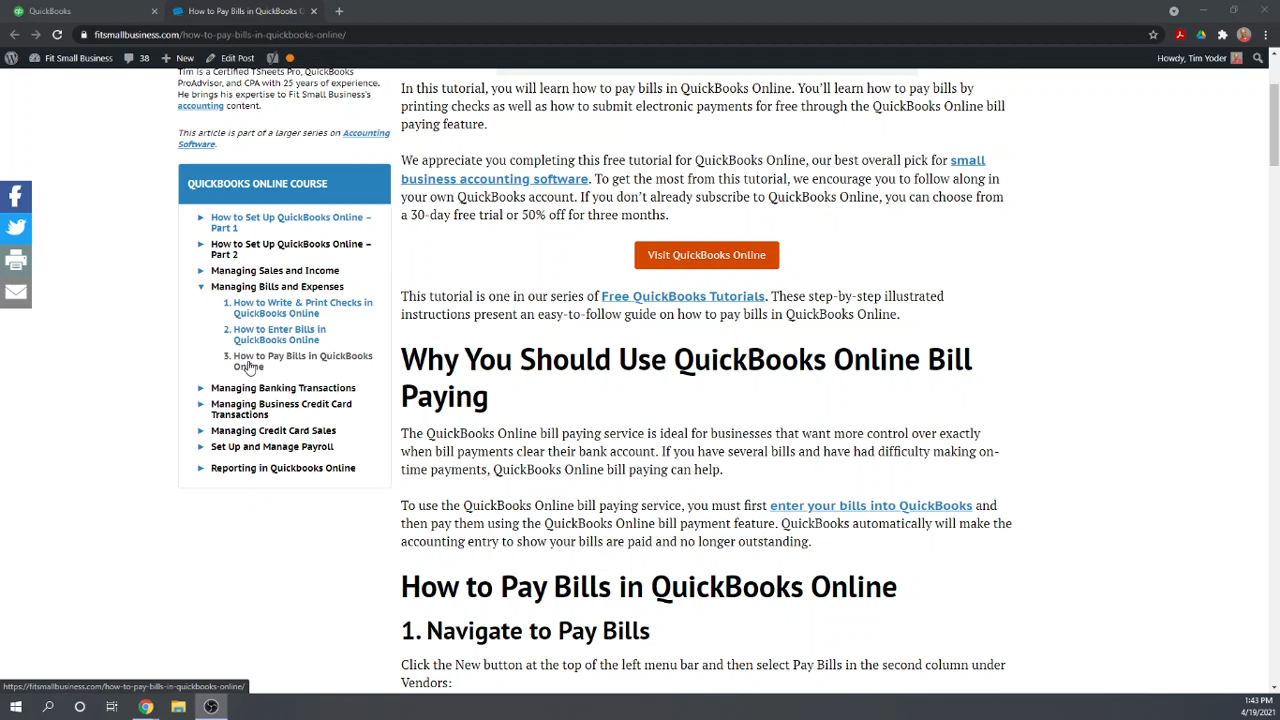 QuickBooks
How to Pay Bills in QuickBooks O
fitsmallbusiness.com/how-to-pay-bills-in-quickbooks-online/
Fit Small Business
38
New
Edit Post
Howdy, Tim Yoder
Tim is a Certified TSheets Pro, QuickBooks
ProAdvisor, and CPA with 25 years of experience.
He brings his expertise to Fit Small Business's
accounting content.
This article is part of a larger series on Accounting
Software.
QUICKBOOKS ONLINE COURSE
How to Set Up QuickBooks Online –
Part 1
How to Set Up QuickBooks Online –
Part 2
Managing Sales and Income
Managing Bills and Expenses
1. How to Write & Print Checks in
QuickBooks Online
2. How to Enter Bills in
QuickBooks Online
3. How to Pay Bills in QuickBooks
Online
Managing Banking Transactions
Managing Business Credit Card
Transactions
Managing Credit Card Sales
Set Up and Manage Payroll
Reporting in Quickbooks Online
In this tutorial, you will learn how to pay bills in QuickBooks Online. You'll learn how to pay bills by
printing checks as well as how to submit electronic payments for free through the QuickBooks Online bill
paying feature.
We appreciate you completing this free tutorial for QuickBooks Online, our best overall pick for small
business accounting software. To get the most from this tutorial, we encourage you to follow along in
your own QuickBooks account. If you don't already subscribe to QuickBooks Online, you can choose from
a 30-day free trial or 50% off for three months.
Visit QuickBooks Online
This tutorial is one in our series of Free QuickBooks Tutorials. These step-by-step illustrated
instructions present an easy-to-follow guide on how to pay bills in QuickBooks Online.
Why You Should Use QuickBooks Online Bill
Paying
The QuickBooks Online bill paying service is ideal for businesses that want more control over exactly
when bill payments clear their bank account. If you have several bills and have had difficulty making on-
time payments, QuickBooks Online bill paying can help.
To use the QuickBooks Online bill paying service, you must first enter your bills into QuickBooks and
then pay them using the QuickBooks Online bill payment feature. QuickBooks automatically will make the
accounting entry to show your bills are paid and no longer outstanding.
How to Pay Bills in QuickBooks Online
1. Navigate to Pay Bills
Click the New button at the top of the left menu bar and then select Pay Bills in the second column under
Vendors:
https://fitsmallbusiness.com/how-to-pay-bills-in-quickbooks-online/
1:43 PM
4/19/2021